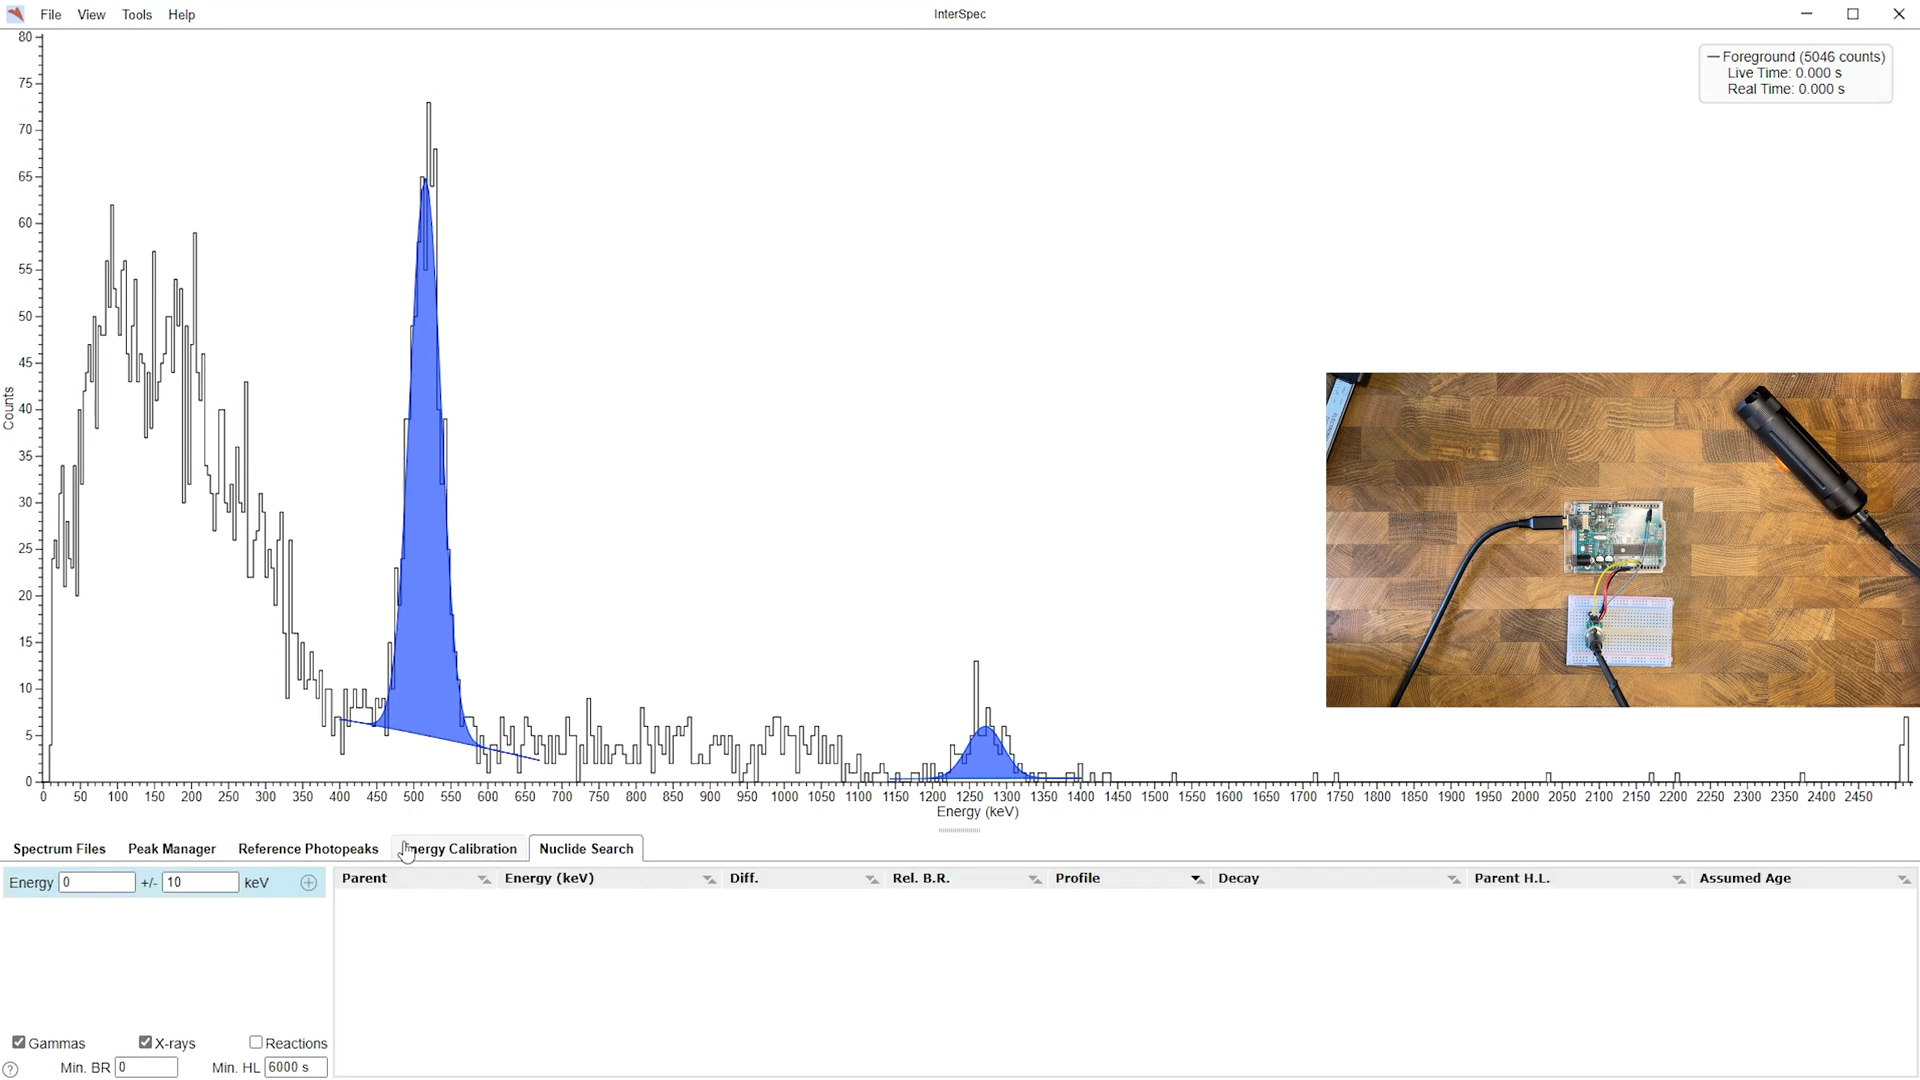 File View Tools Help
InterSpec
Foreground (5046 counts)
Live Time: 0.000 s
Real Time: 0.000 s
80
75
70
65
60
55
50
45
40
35
30
25
20
15
10
5
0
Counts
0 50 100 150 200 250 300 350 400 450 500 550 600 650 700 750 800 850 900 950 1000 1050 1100 1150 1200 1250 1300 1350 1400 1450 1500 1550 1600 1650 1700 1750 1800 1850 1900 1950 2000 2050 2100 2150 2200 2250 2300 2350 2400 2450
Energy (keV)
Spectrum Files Peak Manager Reference Photopeaks Energy Calibration Nuclide Search
Energy 0 +/- 10 keV
Parent Energy (keV) Diff. Rel. B.R. Profile Decay Parent H.L. Assumed Age
Gammas X-rays Reactions
? Min. BR 0 Min. HL 6000 s